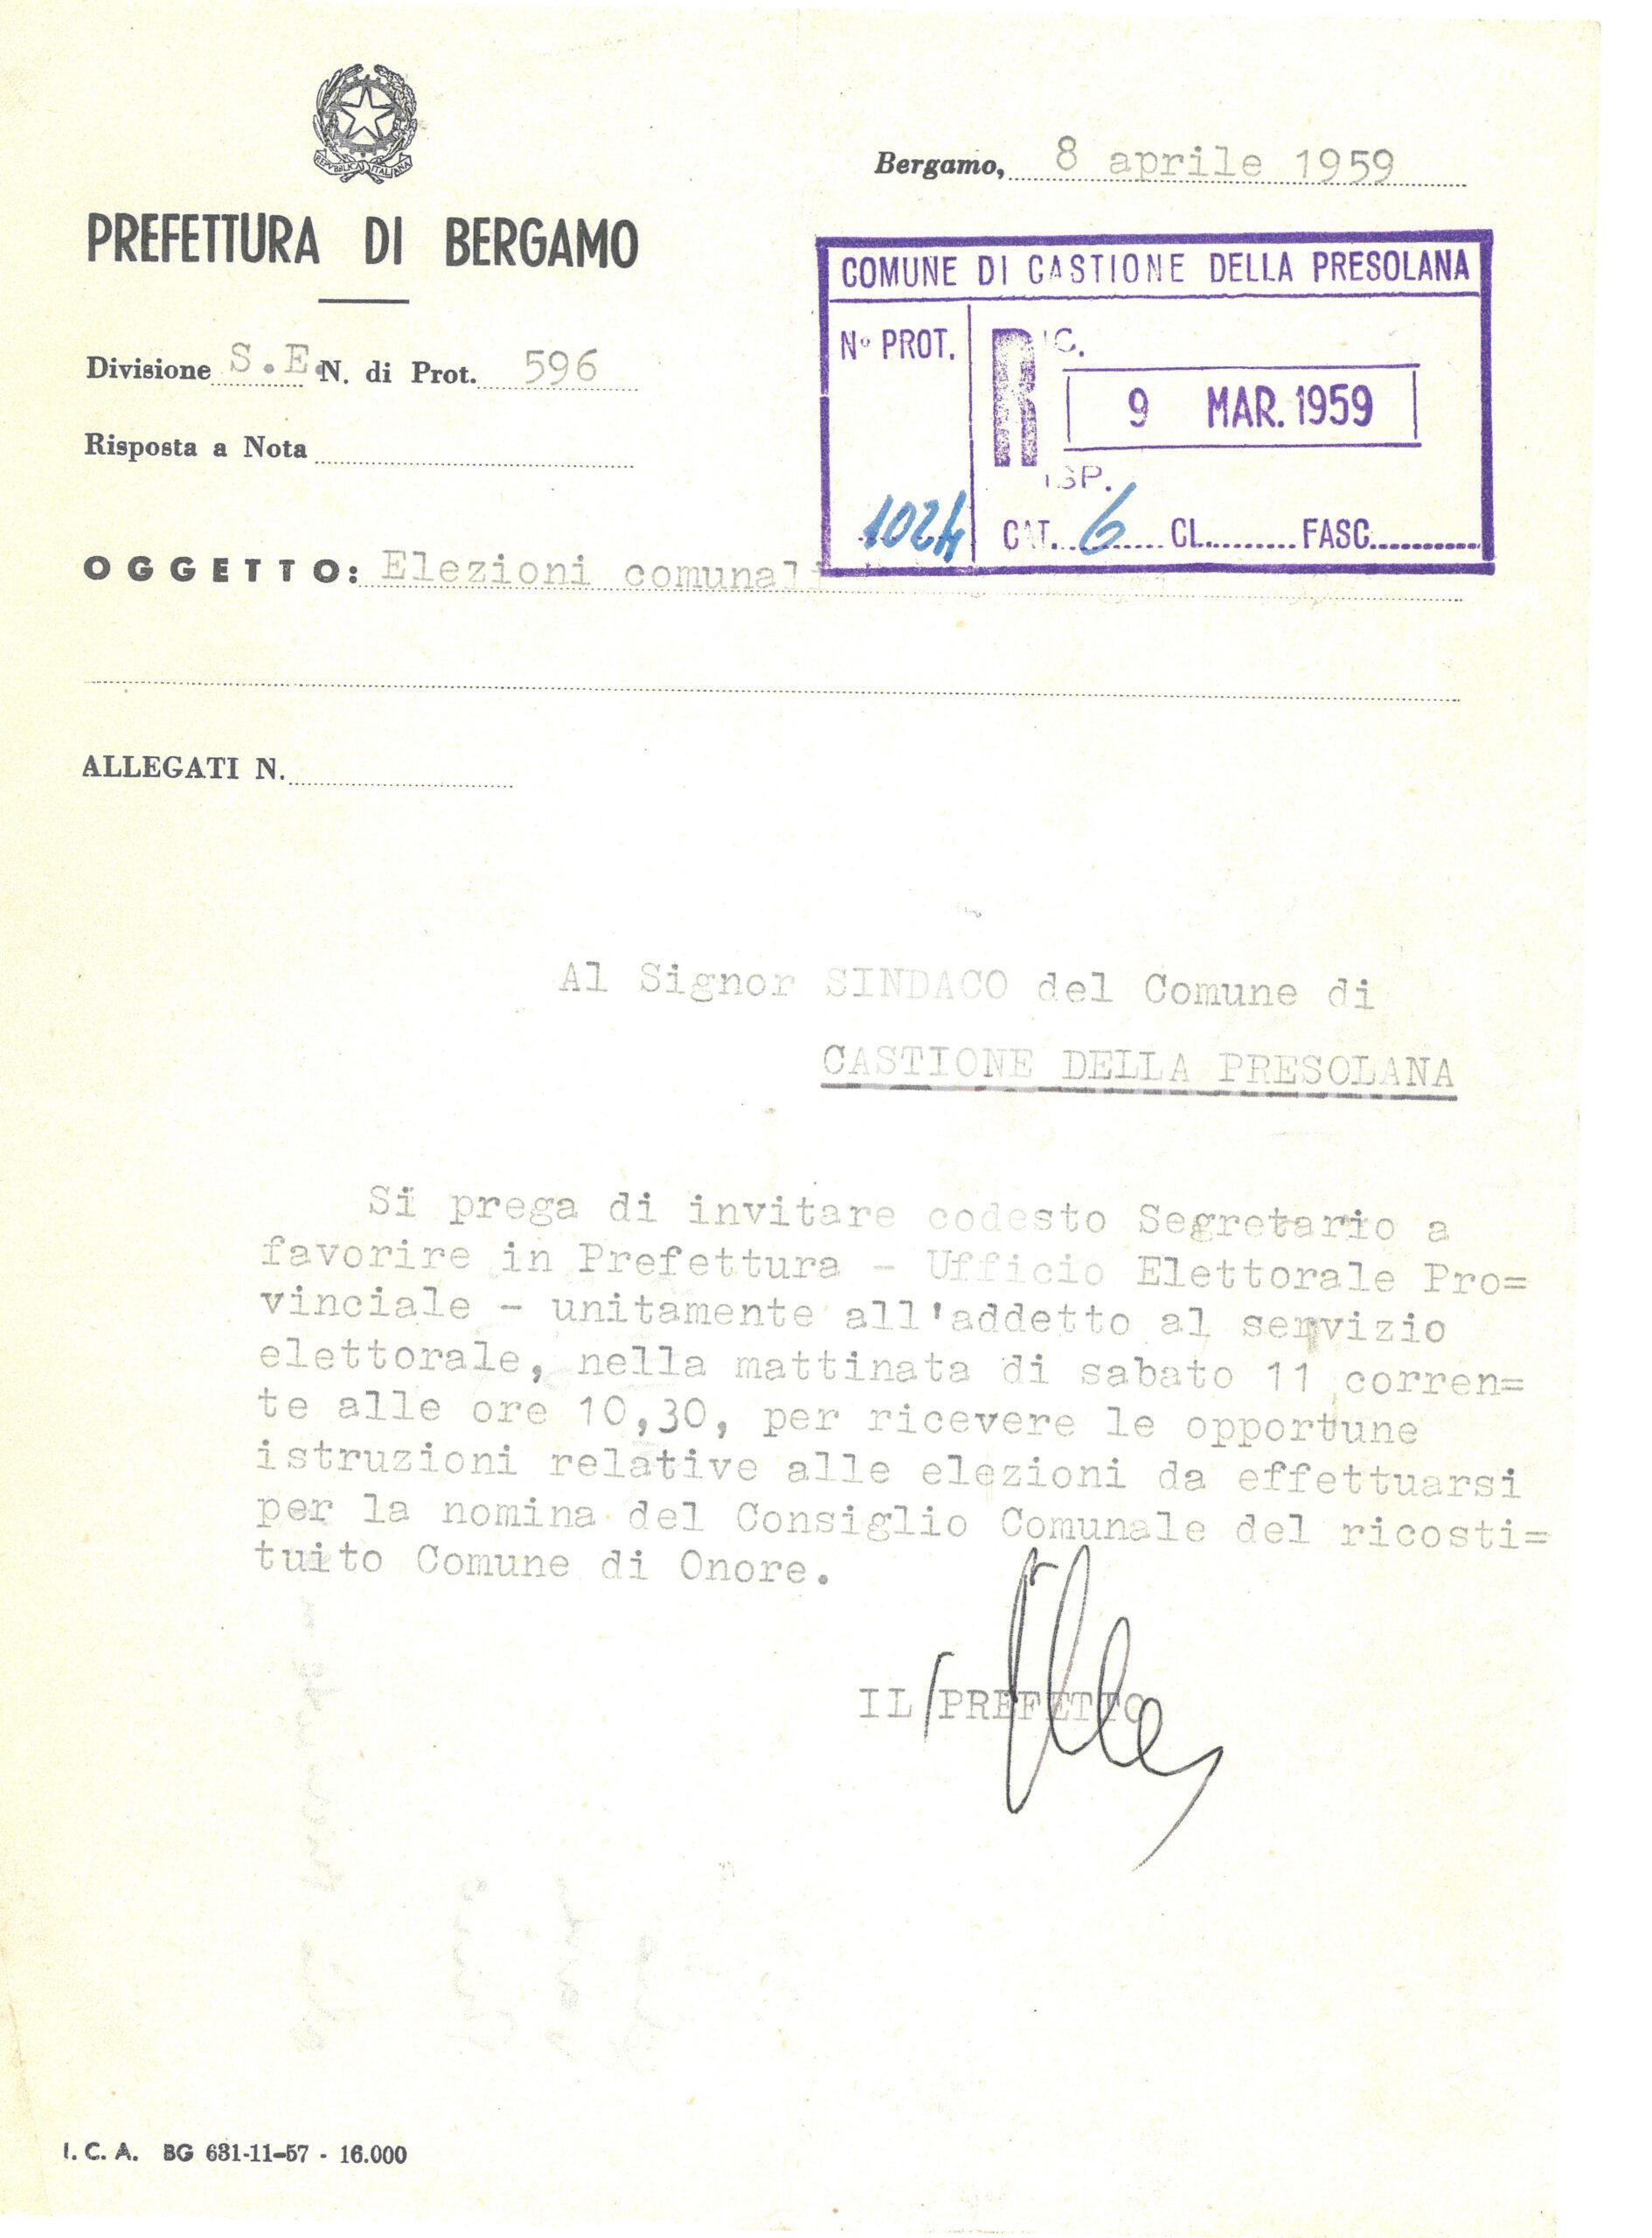 REPVBBLICA ITALIANA
Bergamo, 8 aprile 1959
PREFETTURA DI BERGAMO
COMUNE DI CASTIONE DELLA PRESOLANA
N° PROT.
RIC.
9 MAR. 1959
RISP.
1024
CAT. 6 CL. FASC.
Divisione S.E. N. di Prot. 596
Risposta a Nota
OGGETTO: Elezioni comunali
ALLEGATI N.
Al Signor SINDACO del Comune di
CASTIONE DELLA PRESOLANA
Si prega di invitare codesto Segretario a
favorire in Prefettura - Ufficio Elettorale Pro=
vinciale - unitamente all'addetto al servizio
elettorale, nella mattinata di sabato 11 corren=
te alle ore 10,30, per ricevere le opportune
istruzioni relative alle elezioni da effettuarsi
per la nomina del Consiglio Comunale del ricosti=
tuito Comune di Onore.
IL PREFETTO
I. C. A. BG 631-11-57 - 16.000